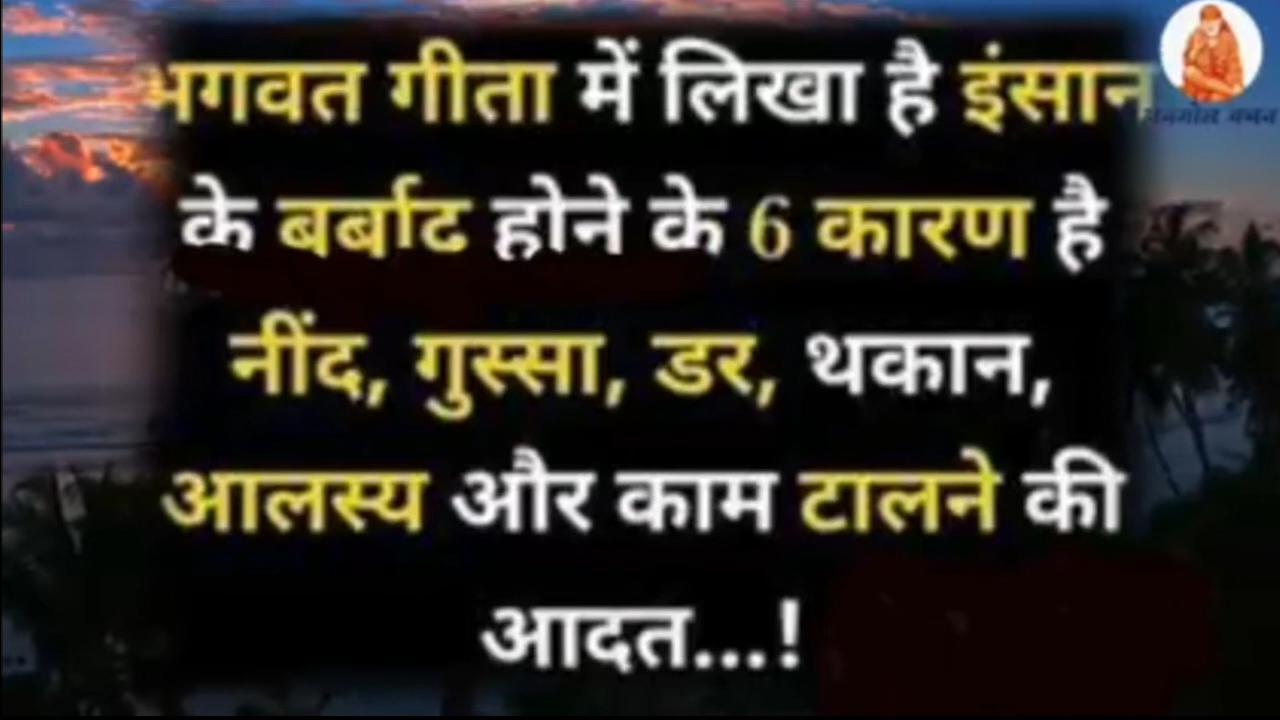 भगवत गीता में लिखा है इंसान
के बर्बाद होने के 6 कारण है
नींद, गुस्सा, डर, थकान,
आलस्य और काम टालने की
आदत...!